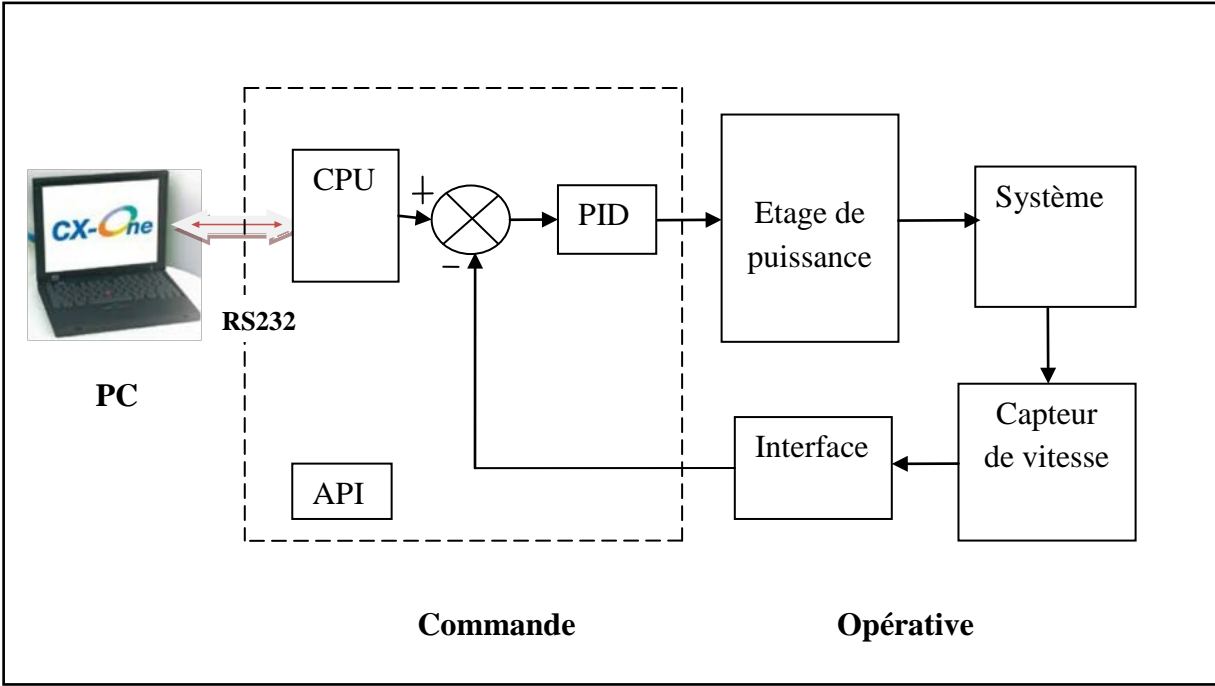 CX-One
PC
RS232
CPU
+
−
PID
API
Etage de
puissance
Système
Capteur
de vitesse
Interface
Commande
Opérative